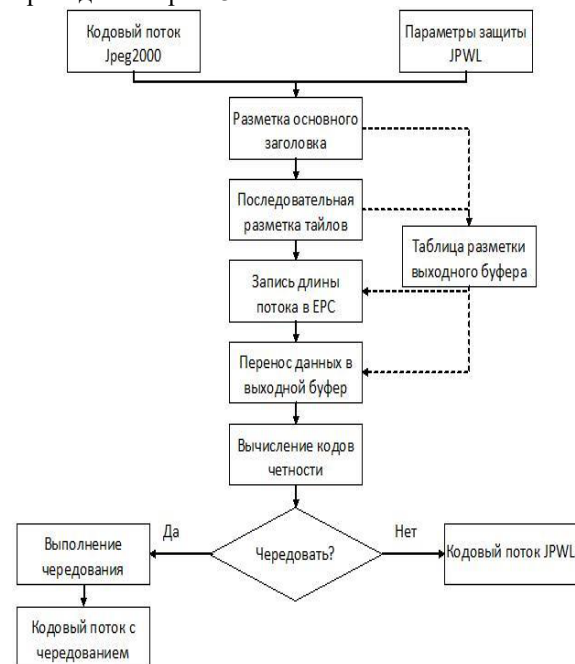 Кодовый поток
Jpeg2000
Параметры защиты
JPWL
Разметка основного
заголовка
Последовательная
разметка тайлов
Таблица разметки
выходного буфера
Запись длины
потока в EPC
Перенос данных в
выходной буфер
Вычисление кодов
четности
Да
Чередовать?
Нет
Выполнение
чередования
Кодовый поток JPWL
Кодовый поток с
чередованием